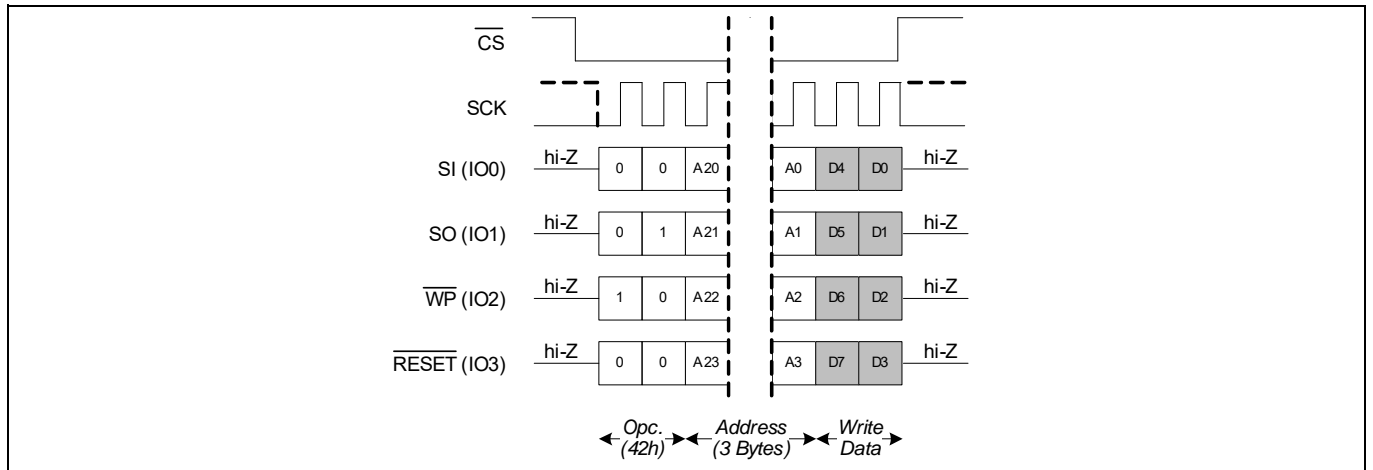 CS
SCK
SI (IO0) hi-Z 0 0 A20 A0 D4 D0 hi-Z
SO (IO1) hi-Z 0 1 A21 A1 D5 D1 hi-Z
WP (IO2) hi-Z 1 0 A22 A2 D6 D2 hi-Z
RESET (IO3) hi-Z 0 0 A23 A3 D7 D3 hi-Z
Opc. Address Write
(42h) (3 Bytes) Data